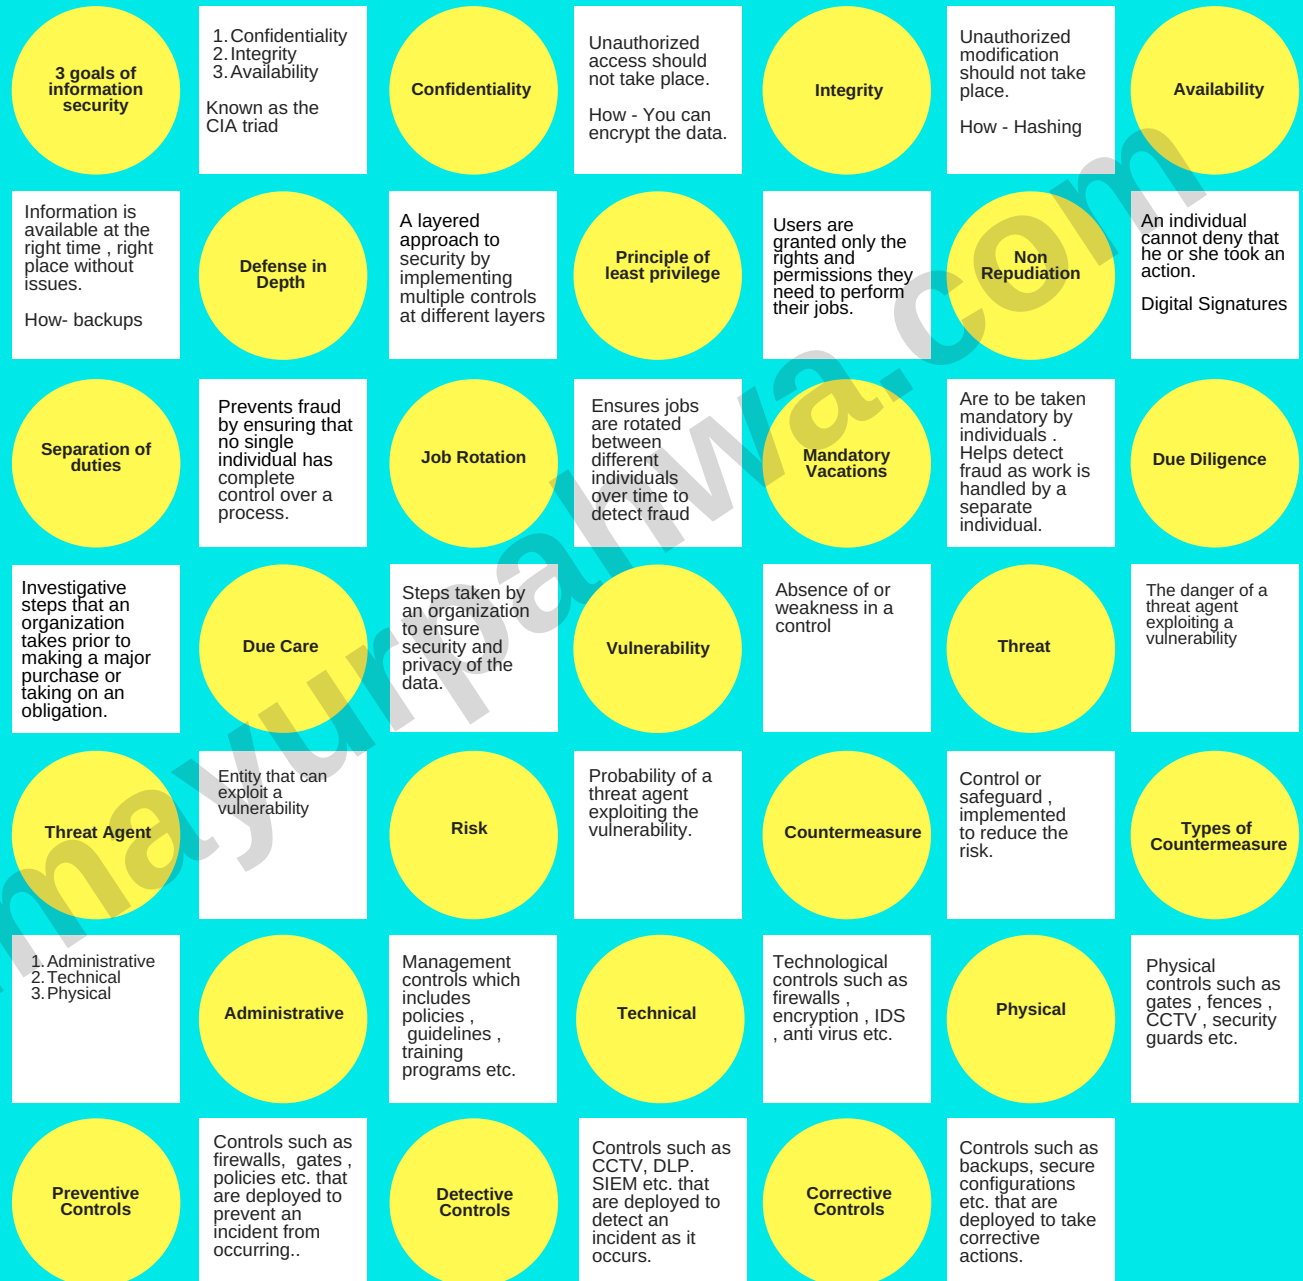 3 goals of
information
security
1. Confidentiality
2. Integrity
3. Availability
Known as the
CIA triad
Confidentiality
Unauthorized
access should
not take place.
How - You can
encrypt the data.
Integrity
Unauthorized
modification
should not take
place.
How - Hashing
Availability
Information is
available at the
right time , right
place without
issues.
How- backups
Defense in
Depth
A layered
approach to
security by
implementing
multiple controls
at different layers
Principle of
least privilege
Users are
granted only the
rights and
permissions they
need to perform
their jobs.
Non
Repudiation
An individual
cannot deny that
he or she took an
action.
Digital Signatures
Separation of
duties
Prevents fraud
by ensuring that
no single
individual has
complete
control over a
process.
Job Rotation
Ensures jobs
are rotated
between
different
individuals
over time to
detect fraud
Mandatory
Vacations
Are to be taken
mandatory by
individuals .
Helps detect
fraud as work is
handled by a
separate
individual.
Due Diligence
Investigative
steps that an
organization
takes prior to
making a major
purchase or
taking on an
obligation.
Due Care
Steps taken by
an organization
to ensure
security and
privacy of the
data.
Vulnerability
Absence of or
weakness in a
control
Threat
The danger of a
threat agent
exploiting a
vulnerability
Threat Agent
Entity that can
exploit a
vulnerability
Risk
Probability of a
threat agent
exploiting the
vulnerability.
Countermeasure
Control or
safeguard ,
implemented
to reduce the
risk.
Types of
Countermeasure
1. Administrative
2. Technical
3. Physical
Administrative
Management
controls which
includes
policies ,
guidelines ,
training
programs etc.
Technical
Technological
controls such as
firewalls ,
encryption , IDS
, anti virus etc.
Physical
Physical
controls such as
gates , fences ,
CCTV , security
guards etc.
Preventive
Controls
Controls such as
firewalls, gates ,
policies etc. that
are deployed to
prevent an
incident from
occurring..
Detective
Controls
Controls such as
CCTV, DLP.
SIEM etc. that
are deployed to
detect an
incident as it
occurs.
Corrective
Controls
Controls such as
backups, secure
configurations
etc. that are
deployed to take
corrective
actions.
mayurpahwa.com